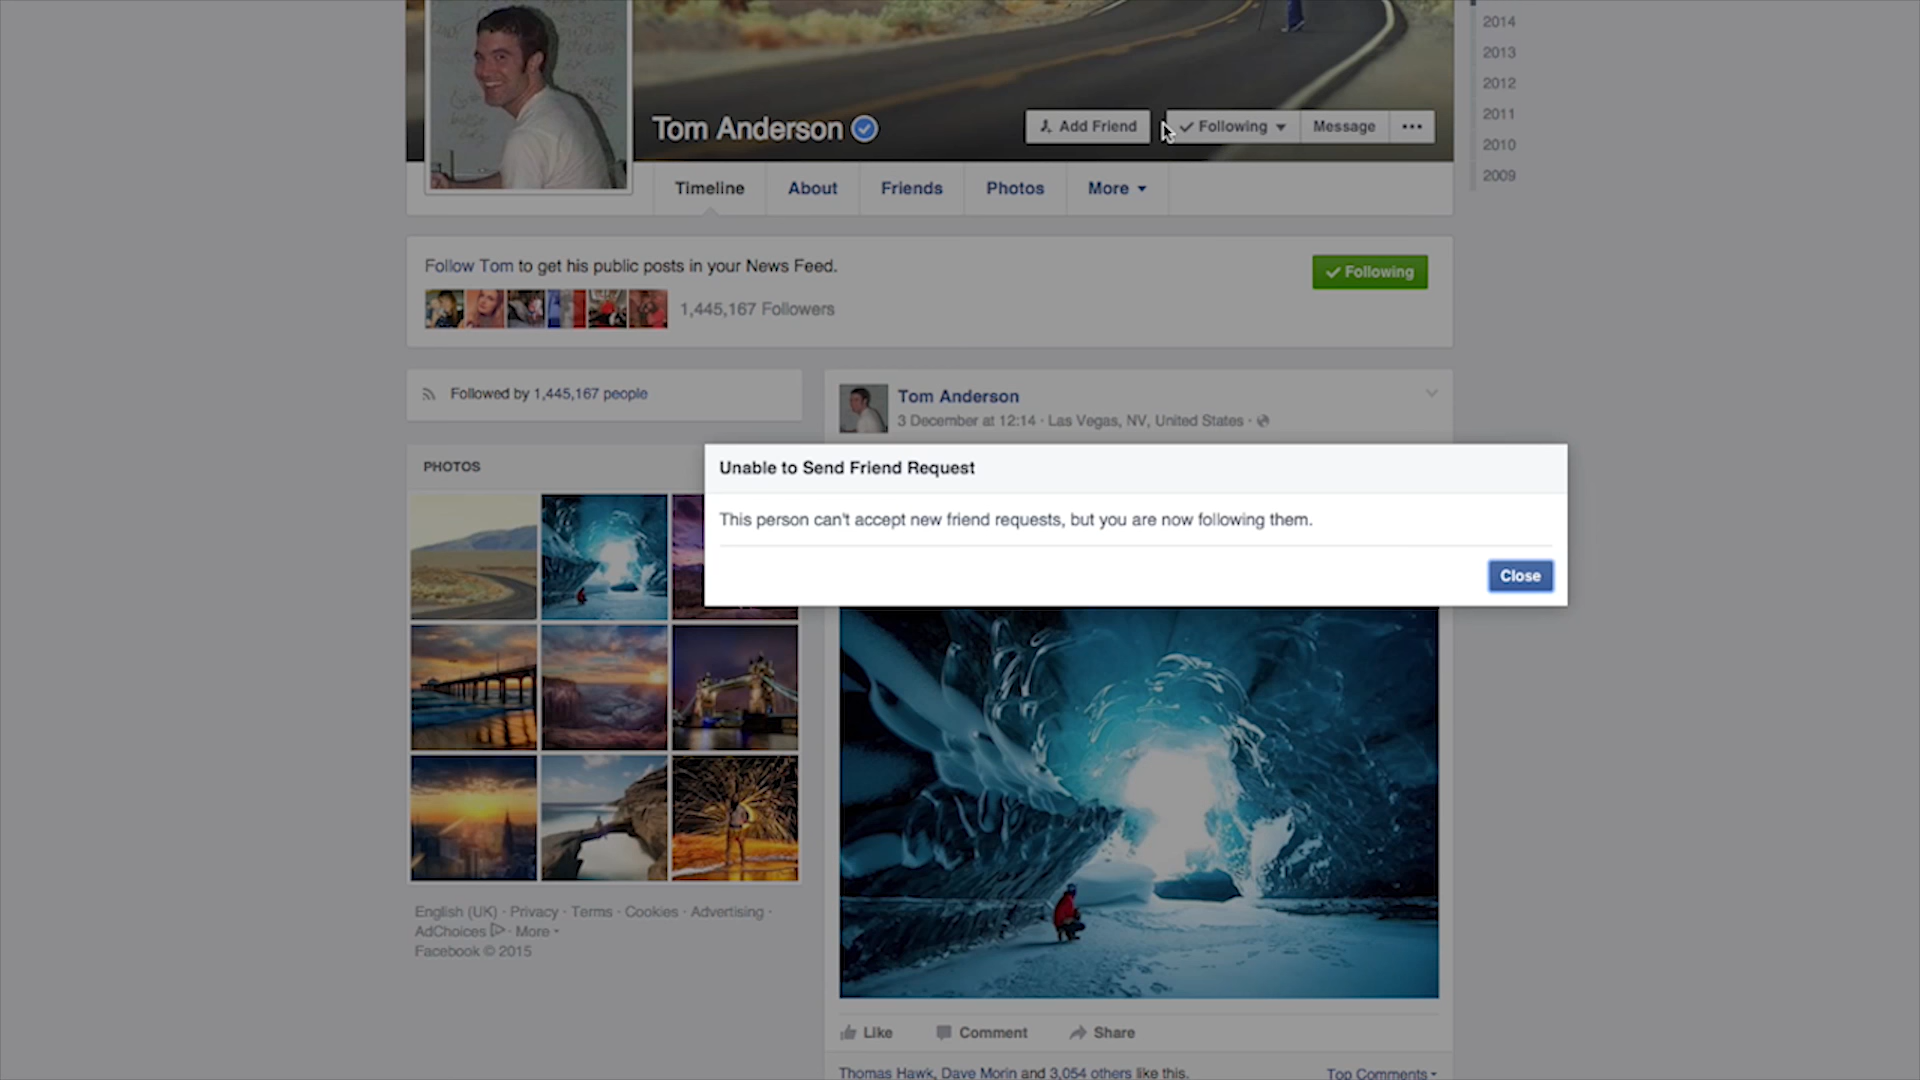 2014
2013
2012
2011
2010
2009
Tom Anderson
Add Friend
Following
Message
Timeline
About
Friends
Photos
More
Follow Tom to get his public posts in your News Feed.
Following
1,445,167 Followers
Followed by 1,445,167 people
Tom Anderson
3 December at 12:14 · Las Vegas, NV, United States ·
PHOTOS
Unable to Send Friend Request
This person can't accept new friend requests, but you are now following them.
Close
English (UK) · Privacy · Terms · Cookies · Advertising ·
AdChoices · More
Facebook © 2015
Like
Comment
Share
Thomas Hawk, Dave Morin and 3,054 others like this.
Top Comments